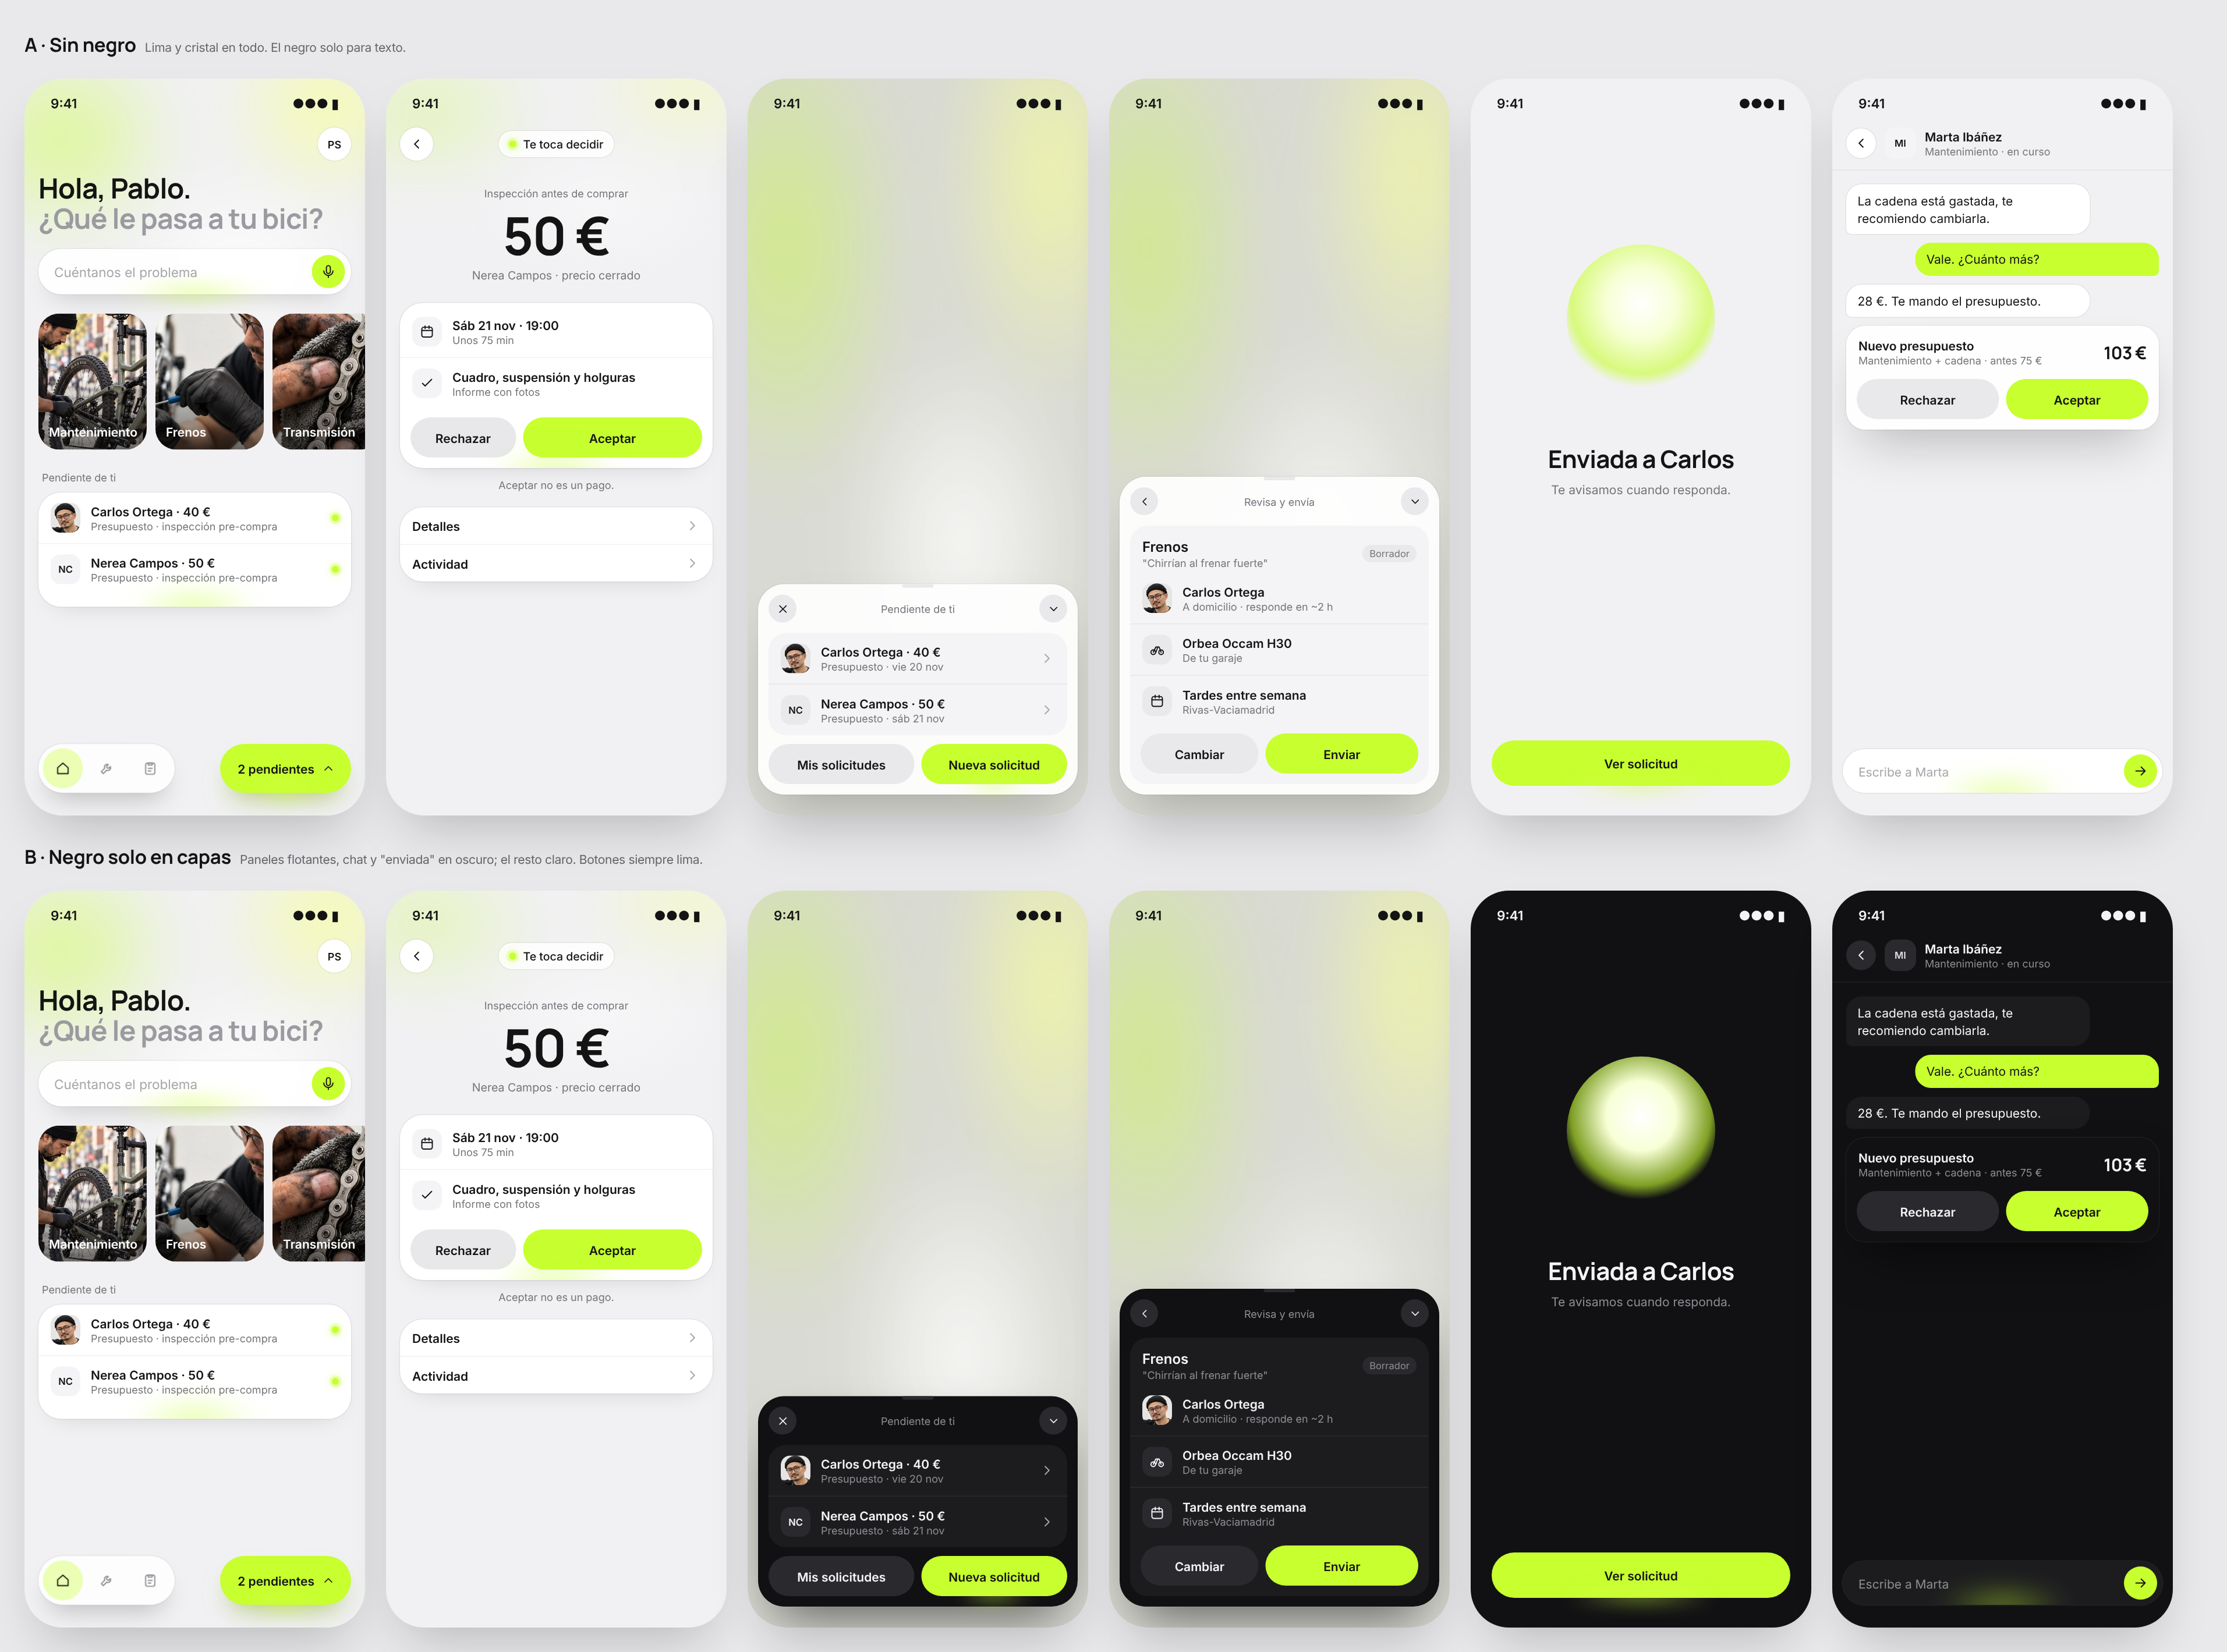 A · Sin negro Lima y cristal en todo. El negro solo para texto.
9:41
PS
Hola, Pablo.
¿Qué le pasa a tu bici?
Cuéntanos el problema
Mantenimiento
Frenos
Transmisión
Pendiente de ti
Carlos Ortega · 40 €
Presupuesto · inspección pre-compra
NC
Nerea Campos · 50 €
Presupuesto · inspección pre-compra
2 pendientes
9:41
Te toca decidir
Inspección antes de comprar
50 €
Nerea Campos · precio cerrado
Sáb 21 nov · 19:00
Unos 75 min
Cuadro, suspensión y holguras
Informe con fotos
Rechazar
Aceptar
Aceptar no es un pago.
Detalles
Actividad
9:41
Pendiente de ti
Carlos Ortega · 40 €
Presupuesto · vie 20 nov
NC
Nerea Campos · 50 €
Presupuesto · sáb 21 nov
Mis solicitudes
Nueva solicitud
9:41
Revisa y envía
Frenos
Borrador
"Chirrían al frenar fuerte"
Carlos Ortega
A domicilio · responde en ~2 h
Orbea Occam H30
De tu garaje
Tardes entre semana
Rivas-Vaciamadrid
Cambiar
Enviar
9:41
Enviada a Carlos
Te avisamos cuando responda.
Ver solicitud
9:41
MI
Marta Ibáñez
Mantenimiento · en curso
La cadena está gastada, te
recomiendo cambiarla.
Vale. ¿Cuánto más?
28 €. Te mando el presupuesto.
Nuevo presupuesto
Mantenimiento + cadena · antes 75 €
103 €
Rechazar
Aceptar
Escribe a Marta
B · Negro solo en capas Paneles flotantes, chat y "enviada" en oscuro; el resto claro. Botones siempre lima.
9:41
PS
Hola, Pablo.
¿Qué le pasa a tu bici?
Cuéntanos el problema
Mantenimiento
Frenos
Transmisión
Pendiente de ti
Carlos Ortega · 40 €
Presupuesto · inspección pre-compra
NC
Nerea Campos · 50 €
Presupuesto · inspección pre-compra
2 pendientes
9:41
Te toca decidir
Inspección antes de comprar
50 €
Nerea Campos · precio cerrado
Sáb 21 nov · 19:00
Unos 75 min
Cuadro, suspensión y holguras
Informe con fotos
Rechazar
Aceptar
Aceptar no es un pago.
Detalles
Actividad
9:41
Pendiente de ti
Carlos Ortega · 40 €
Presupuesto · vie 20 nov
NC
Nerea Campos · 50 €
Presupuesto · sáb 21 nov
Mis solicitudes
Nueva solicitud
9:41
Revisa y envía
Frenos
Borrador
"Chirrían al frenar fuerte"
Carlos Ortega
A domicilio · responde en ~2 h
Orbea Occam H30
De tu garaje
Tardes entre semana
Rivas-Vaciamadrid
Cambiar
Enviar
9:41
Enviada a Carlos
Te avisamos cuando responda.
Ver solicitud
9:41
MI
Marta Ibáñez
Mantenimiento · en curso
La cadena está gastada, te
recomiendo cambiarla.
Vale. ¿Cuánto más?
28 €. Te mando el presupuesto.
Nuevo presupuesto
Mantenimiento + cadena · antes 75 €
103 €
Rechazar
Aceptar
Escribe a Marta